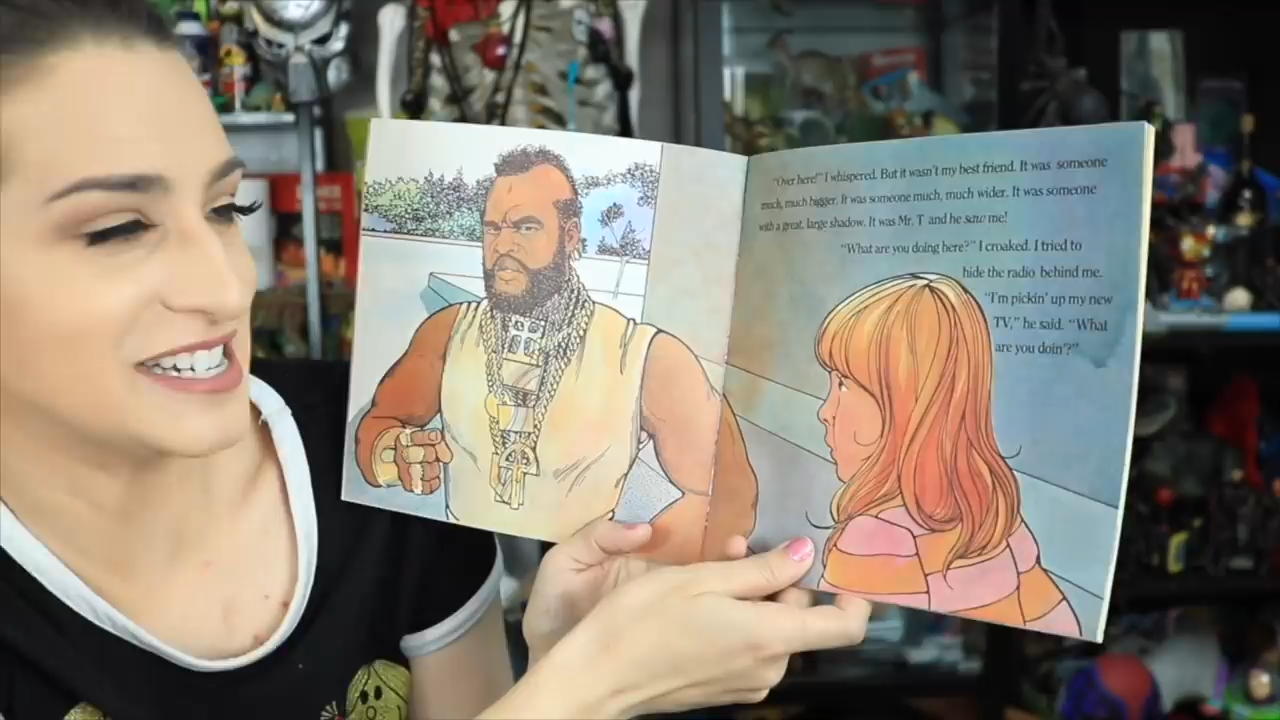 "Over here!" I whispered. But it wasn't my best friend. It was someone
much, much bigger. It was someone much, much wider. It was someone
with a great, large shadow. It was Mr. T and he saw me!
"What are you doing here?" I croaked. I tried to
hide the radio behind me.
"I'm pickin' up my new
TV," he said. "What
are you doin'?"